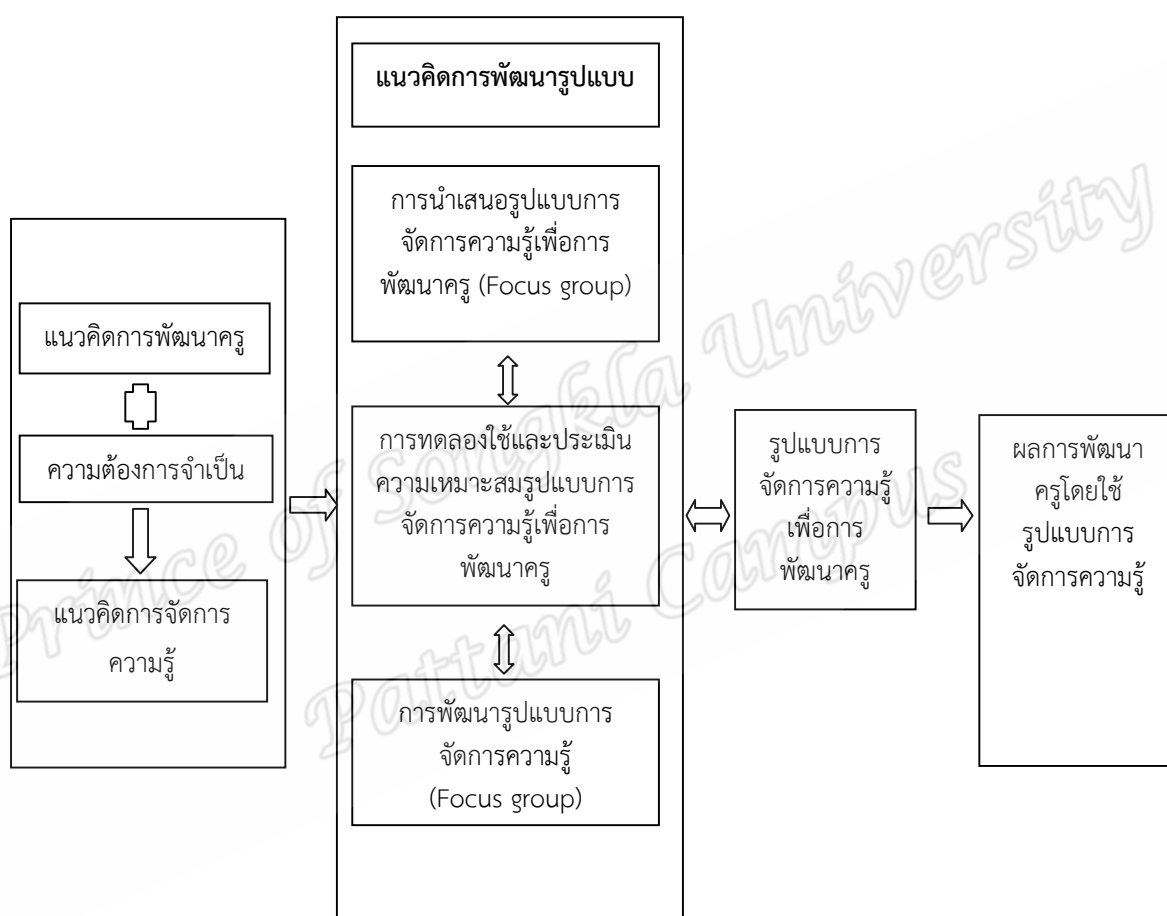 แนวคิดการพัฒนาครู
ความต้องการจำเป็น
แนวคิดการจัดการ
ความรู้
แนวคิดการพัฒนารูปแบบ
การนำเสนอรูปแบบการ
จัดการความรู้เพื่อการ
พัฒนาครู (Focus group)
การทดลองใช้และประเมิน
ความเหมาะสมรูปแบบการ
จัดการความรู้เพื่อการ
พัฒนาครู
การพัฒนารูปแบบการ
จัดการความรู้
(Focus group)
รูปแบบการ
จัดการความรู้
เพื่อการ
พัฒนาครู
ผลการพัฒนา
ครูโดยใช้
รูปแบบการ
จัดการความรู้
Prince of Songkla University
Pattani Campus